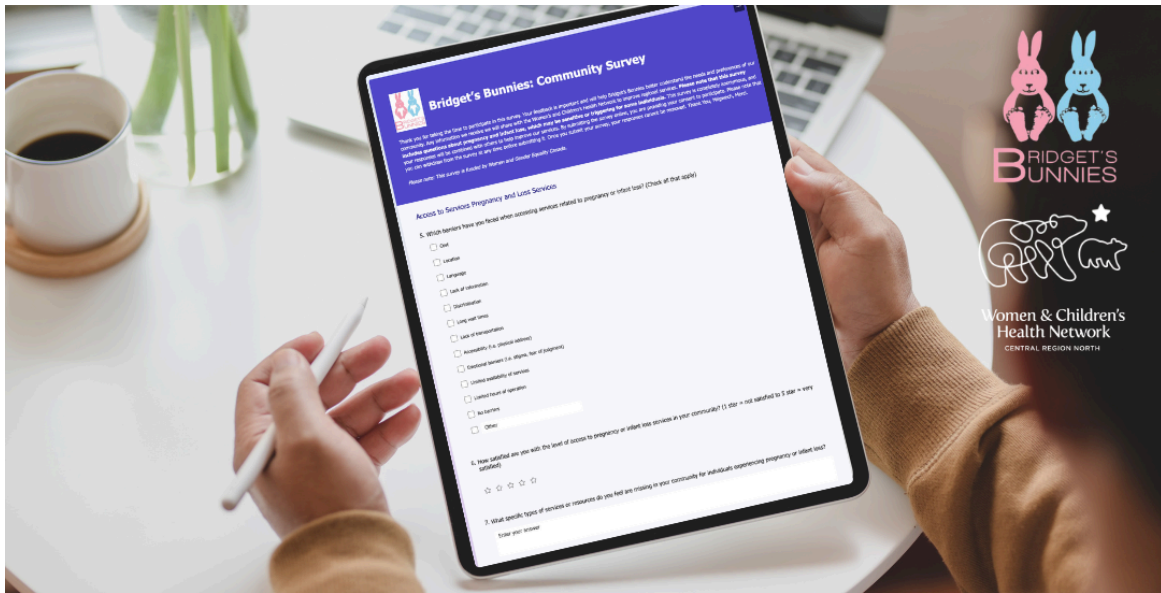 Bridget's Bunnies: Community Survey
Thank you for taking the time to participate in this survey. Your feedback is important and will help Bridget's Bunnies better understand the needs and preferences of our
community. Any information we receive we will share with the Women's and Children's Health Network to improve regional services. Please note that this survey
includes questions about pregnancy and infant loss, which may be sensitive or triggering for some individuals. This survey is completely anonymous, and
your responses will be combined with others to help improve our services. By submitting the survey online, you are providing your consent to participate. Please note that
you can withdraw from the survey at any time before submitting it. Once you submit your survey, your responses cannot be removed. Thank You, Miigwech, Merci.
Please note: This survey is funded by Women and Gender Equality Canada.
Access to Services Pregnancy and Loss Services
5. Which barriers have you faced when accessing services related to pregnancy or infant loss? (Check all that apply)
Cost
Location
Language
Lack of information
Discrimination
Long wait times
Lack of transportation
Accessibility (i.e. physical address)
Emotional barriers (i.e. stigma, fear of judgment)
Limited availability of services
Limited hours of operation
No barriers
Other
6. How satisfied are you with the level of access to pregnancy or infant loss services in your community? (1 star = not satisfied to 5 star = very
satisfied)
7. What specific types of services or resources do you feel are missing in your community for individuals experiencing pregnancy or infant loss?
Enter your answer
BRIDGET'S
BUNNIES
Women & Children's
Health Network
CENTRAL REGION NORTH